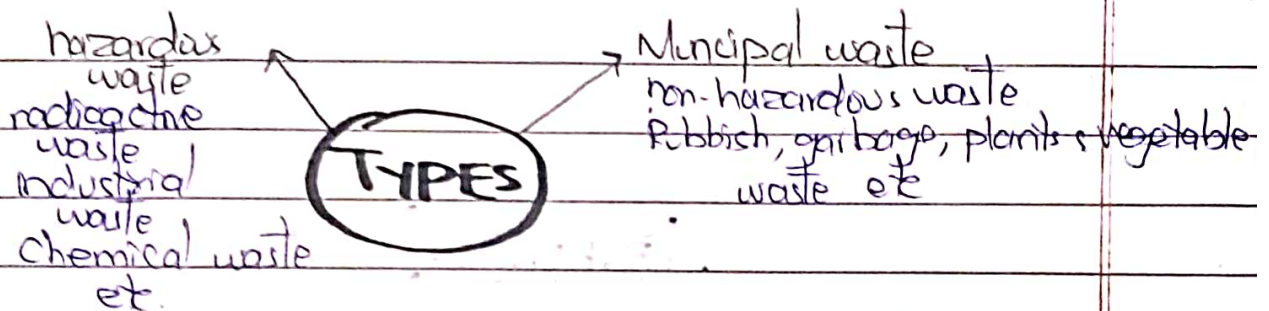 hazardous
waste
radioactive
waste
industrial
waste
Chemical waste
etc.
TYPES
Muncipal waste
non-hazardous waste
Rubbish, garbage, plants & vegetable
waste etc